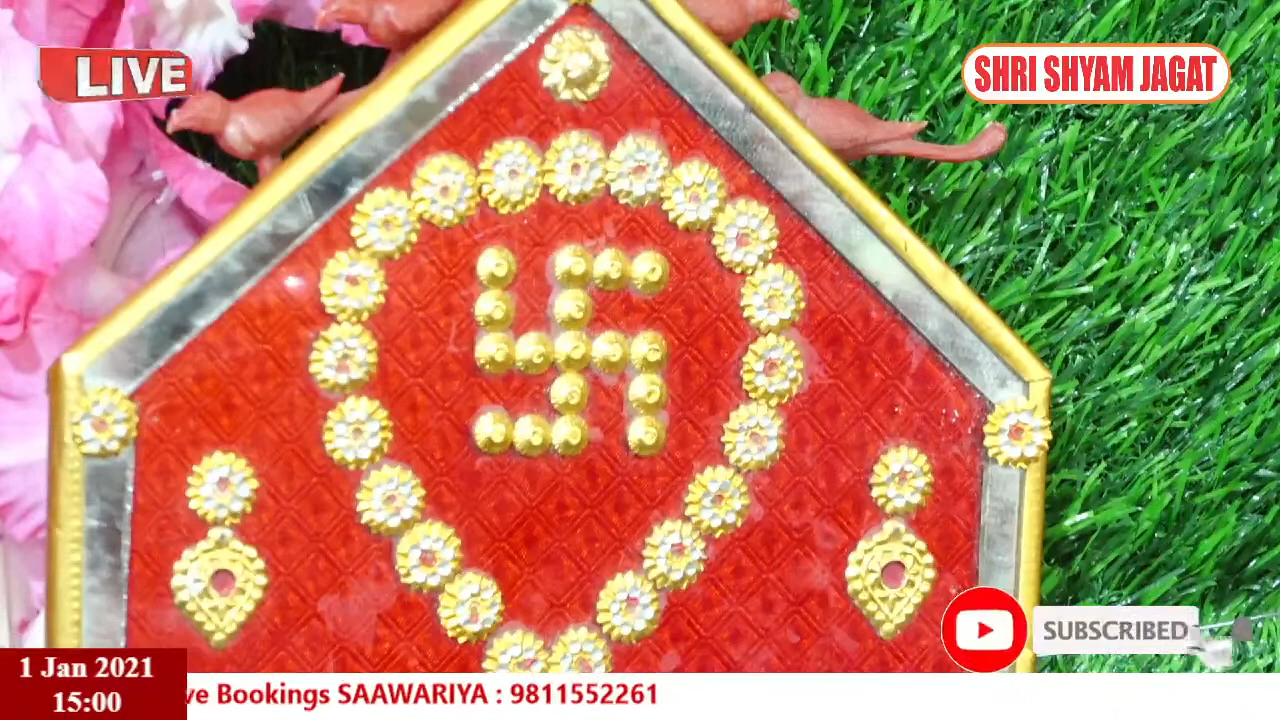 LIVE
SHRI SHYAM JAGAT
SUBSCRIBED
1 Jan 2021
15:00
ve Bookings SAAWARIYA : 9811552261